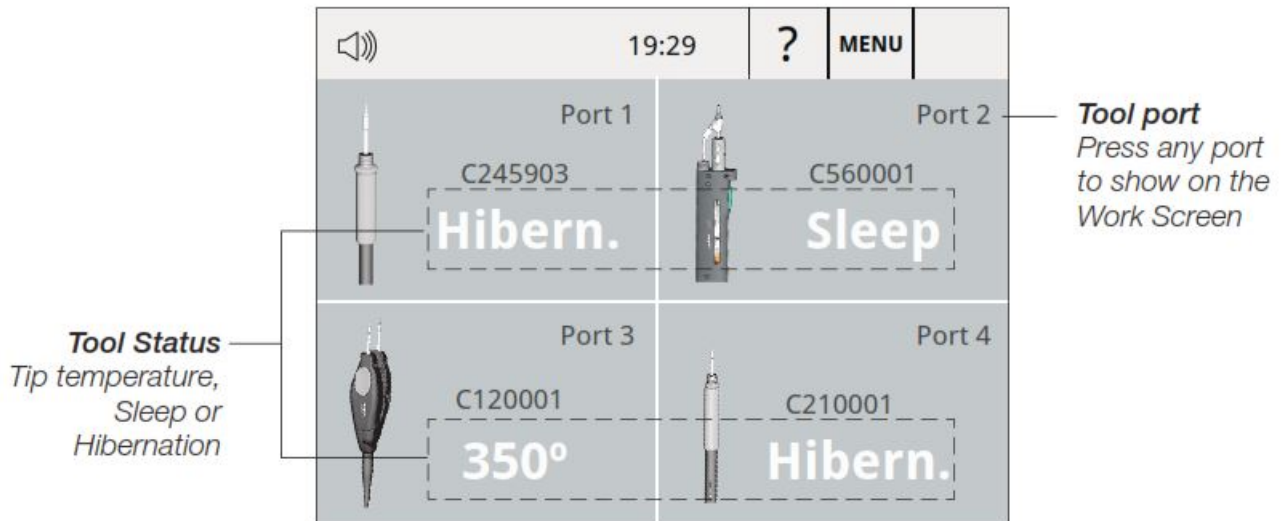 19:29
?
MENU
Port 1
C245903
Hibern.
Port 2
C560001
Sleep
Tool port
Press any port
to show on the
Work Screen
Tool Status
Tip temperature,
Sleep or
Hibernation
Port 3
C120001
350º
Port 4
C210001
Hibern.